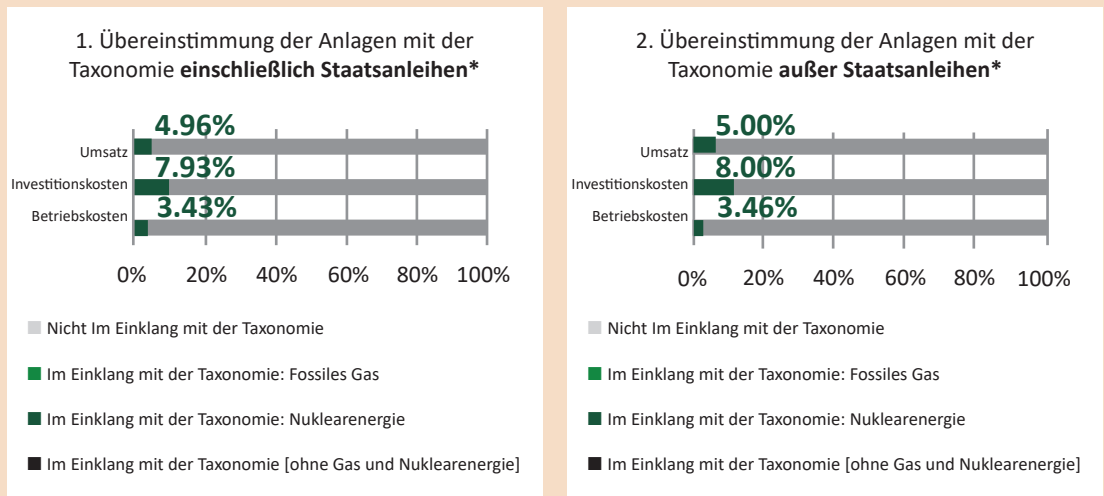 1. Übereinstimmung der Anlagen mit der
Taxonomie einschließlich Staatsanleihen*
4.96%
Umsatz
7.93%
Investitionskosten
3.43%
Betriebskosten
0% 20% 40% 60% 80% 100%
Nicht Im Einklang mit der Taxonomie
Im Einklang mit der Taxonomie: Fossiles Gas
Im Einklang mit der Taxonomie: Nuklearenergie
Im Einklang mit der Taxonomie [ohne Gas und Nuklearenergie]
2. Übereinstimmung der Anlagen mit der
Taxonomie außer Staatsanleihen*
5.00%
Umsatz
8.00%
Investitionskosten
3.46%
Betriebskosten
0% 20% 40% 60% 80% 100%
Nicht Im Einklang mit der Taxonomie
Im Einklang mit der Taxonomie: Fossiles Gas
Im Einklang mit der Taxonomie: Nuklearenergie
Im Einklang mit der Taxonomie [ohne Gas und Nuklearenergie]